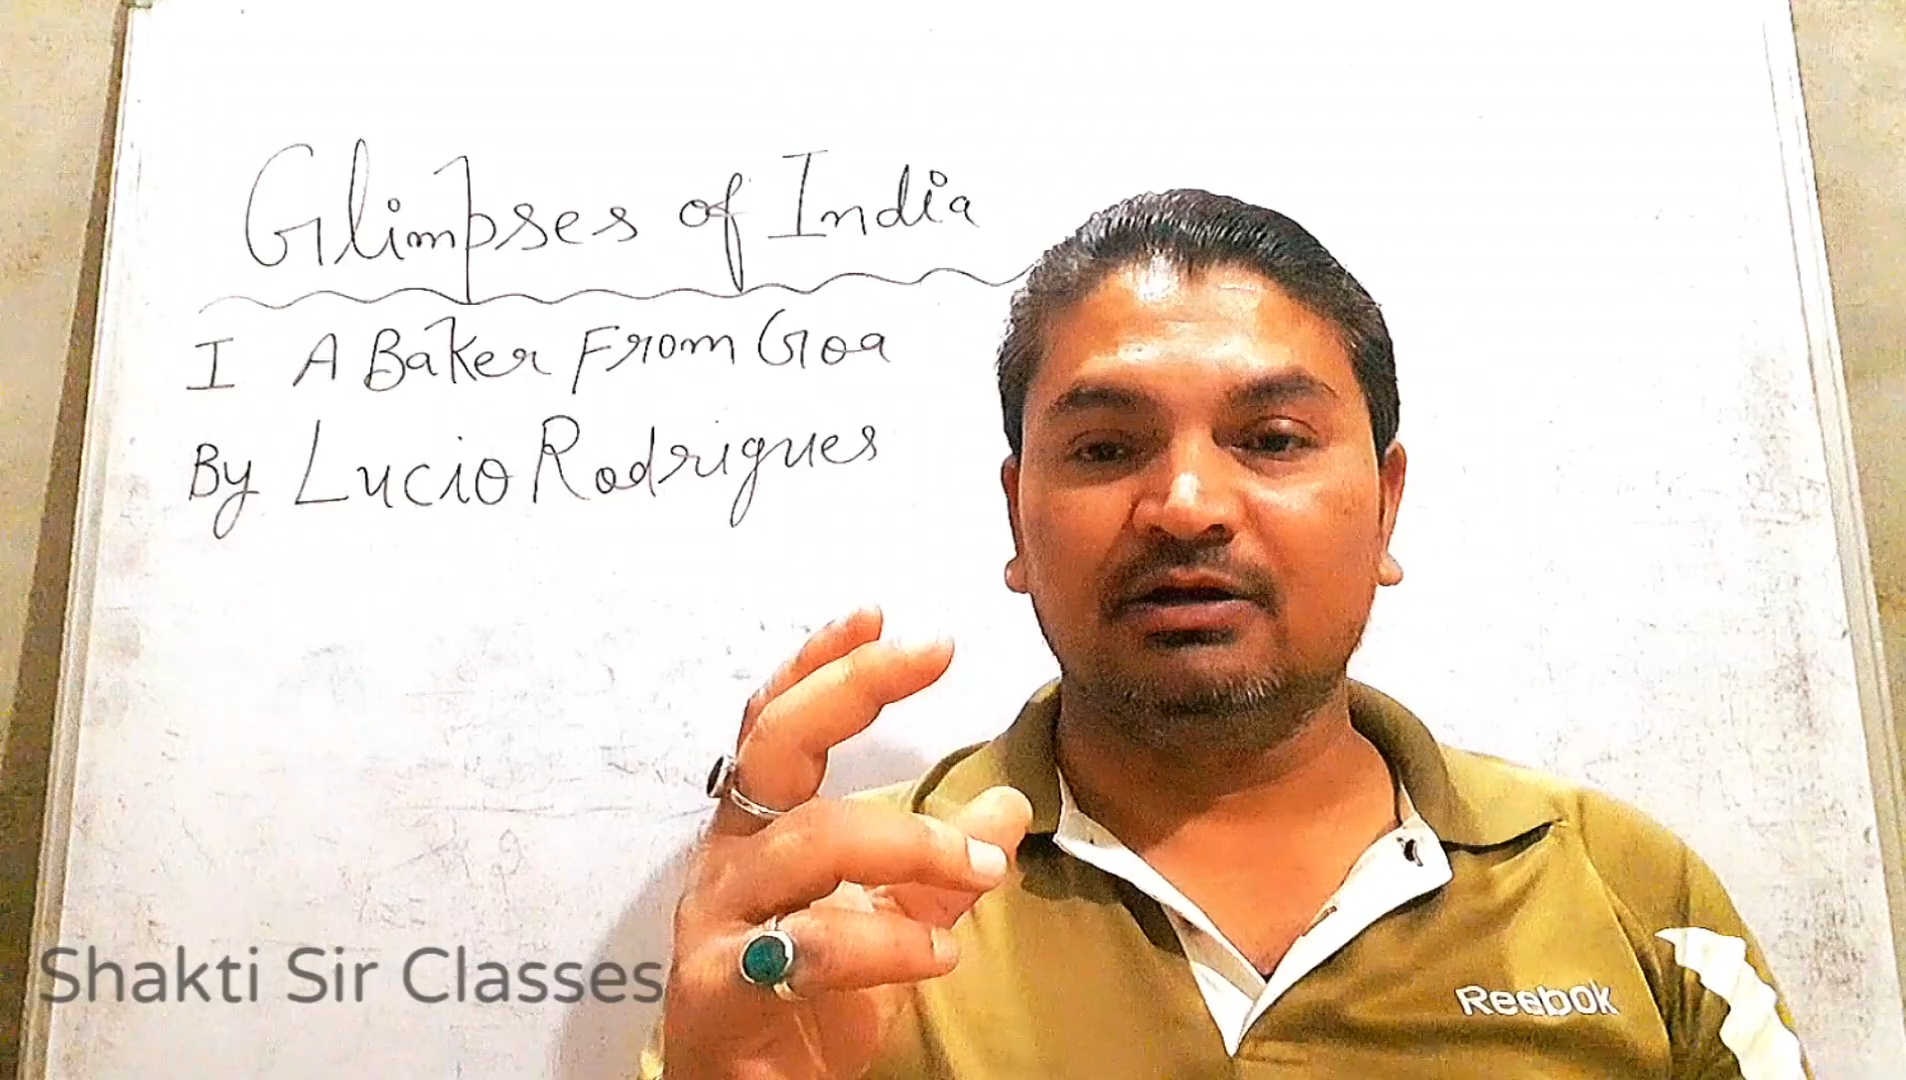 Glimpses of India
I A Baker From Goa
By Lucio Rodrigues
Shakti Sir Classes
Reebok